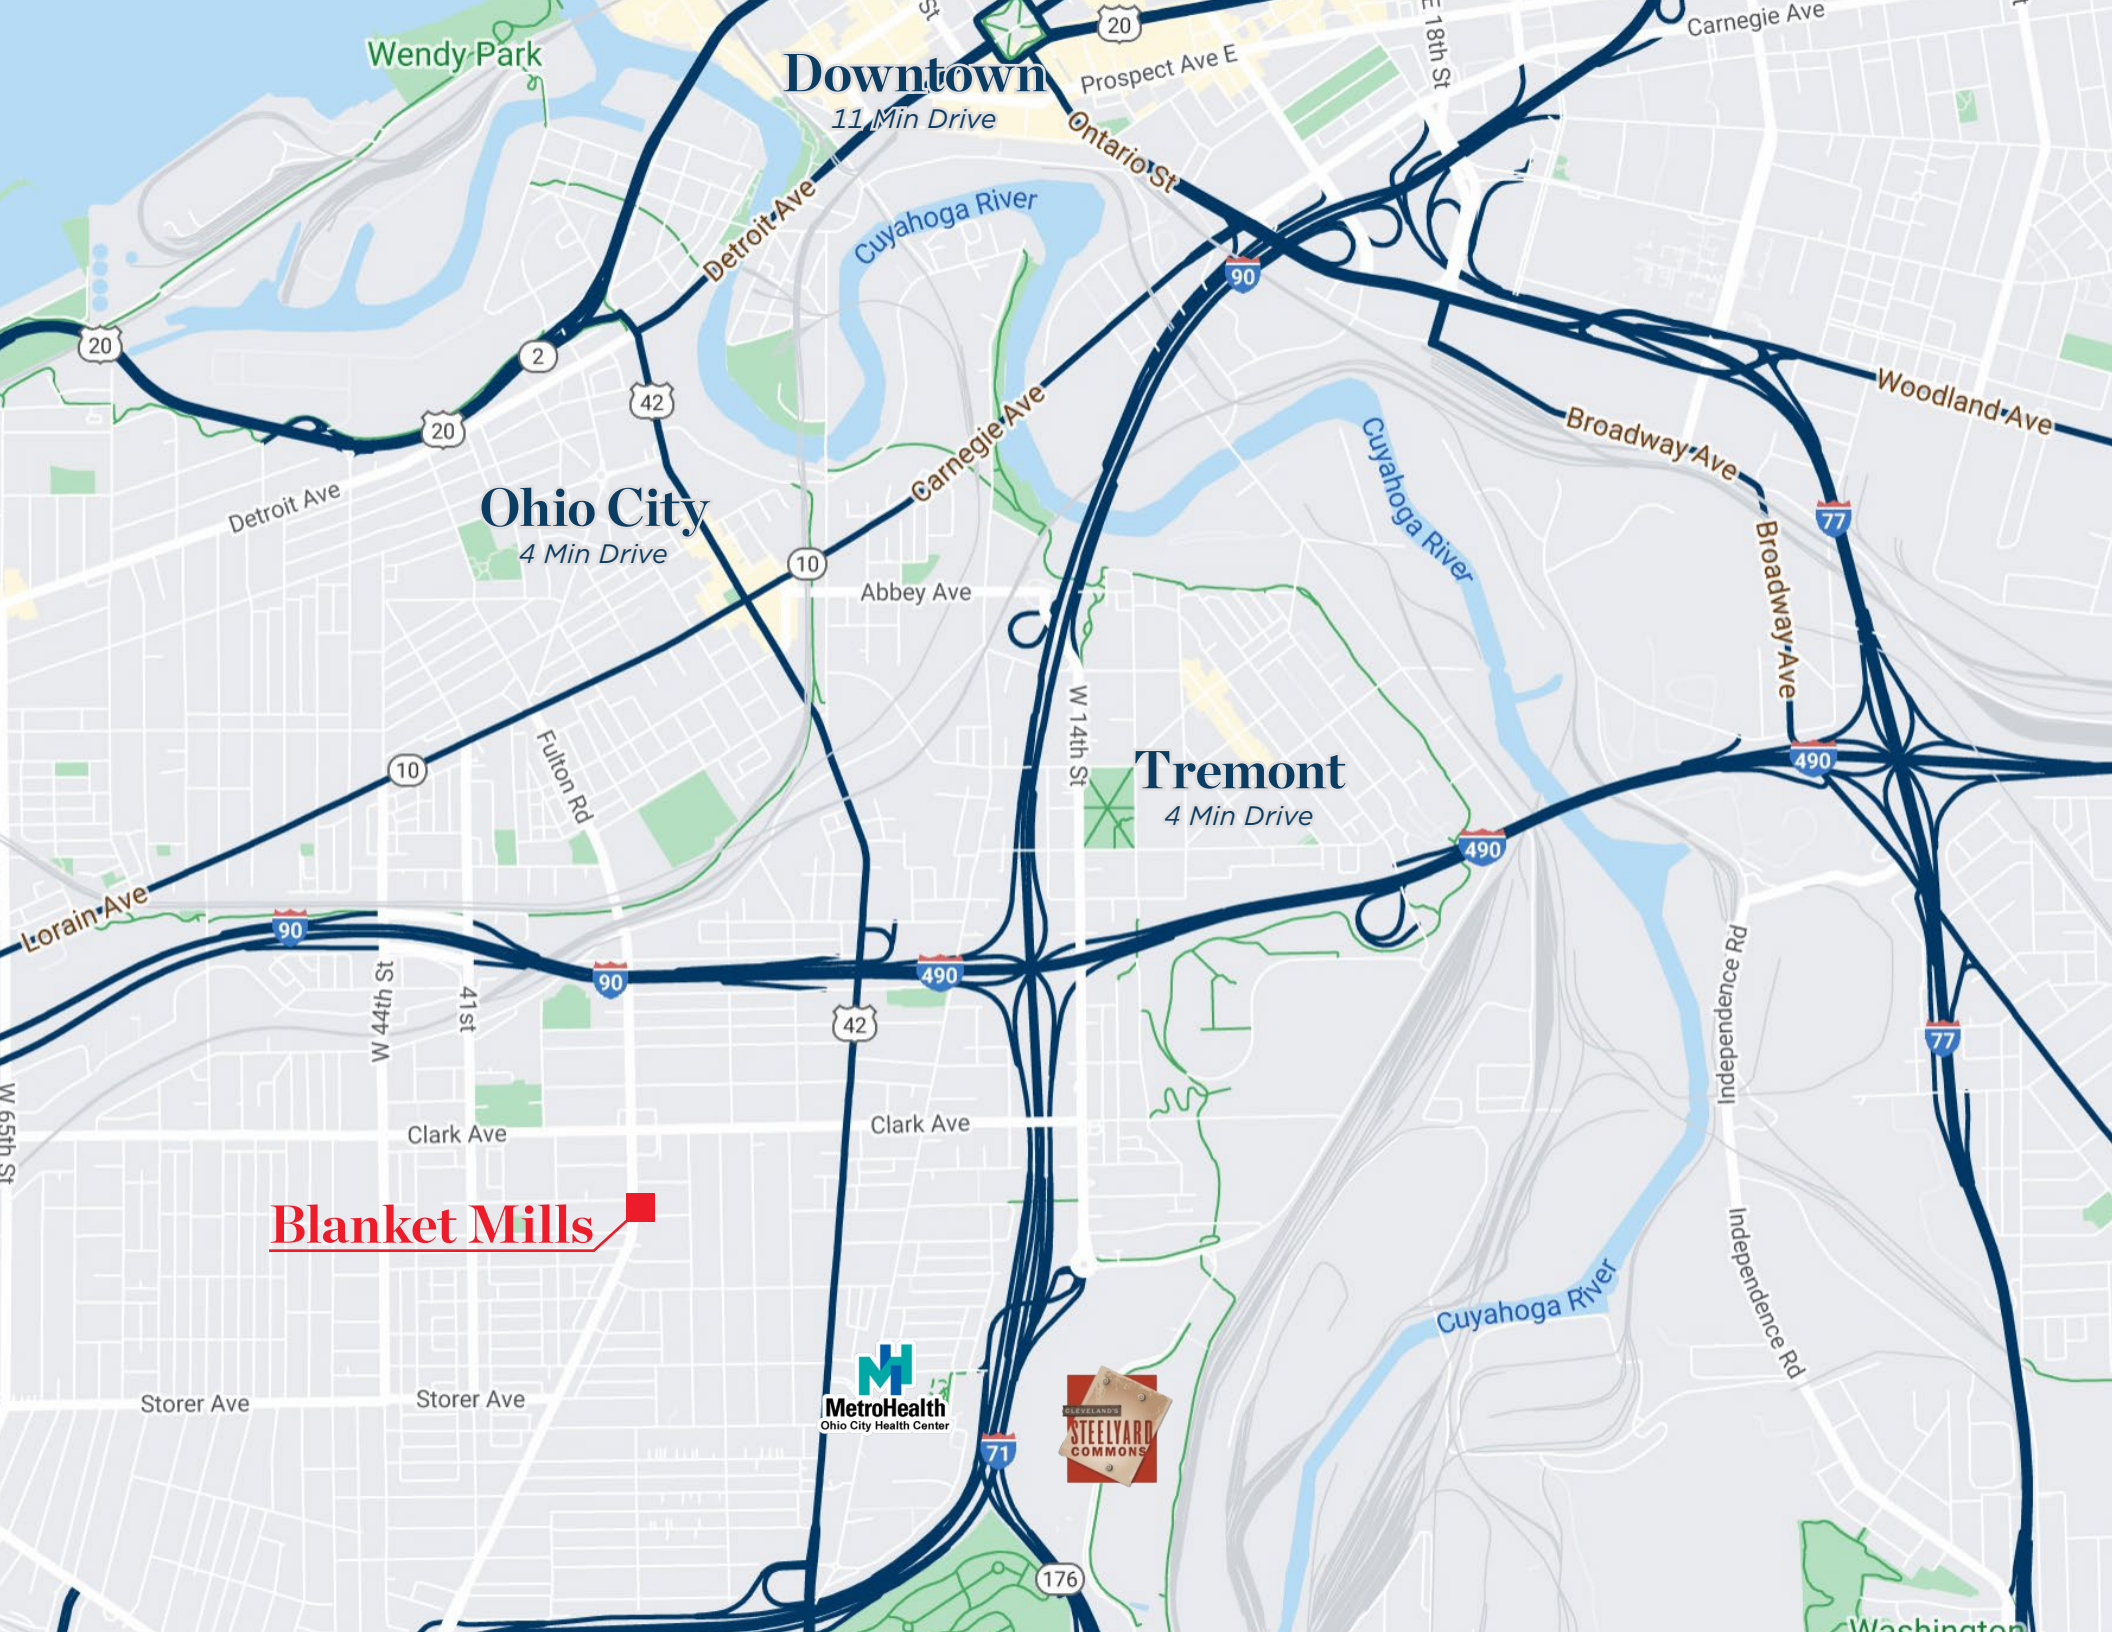 Wendy Park
Downtown
11 Min Drive
20
Prospect Ave E
St
E 18th St
Carnegie Ave
Ontario St
Detroit Ave
Cuyahoga River
90
20
2
42
20
Detroit Ave
Ohio City
4 Min Drive
Carnegie Ave
Cuyahoga River
Broadway Ave
Woodland Ave
77
Broadway Ave
10
Abbey Ave
W 14th St
Tremont
4 Min Drive
490
490
10
Fulton Rd
Lorain Ave
90
90
490
42
W 44th St
41st
W 65th St
Independence Rd
77
Clark Ave
Clark Ave
Blanket Mills
Cuyahoga River
Independence Rd
Storer Ave
Storer Ave
MetroHealth
Ohio City Health Center
CLEVELAND'S
STEELYARD
COMMONS
71
176
Washington